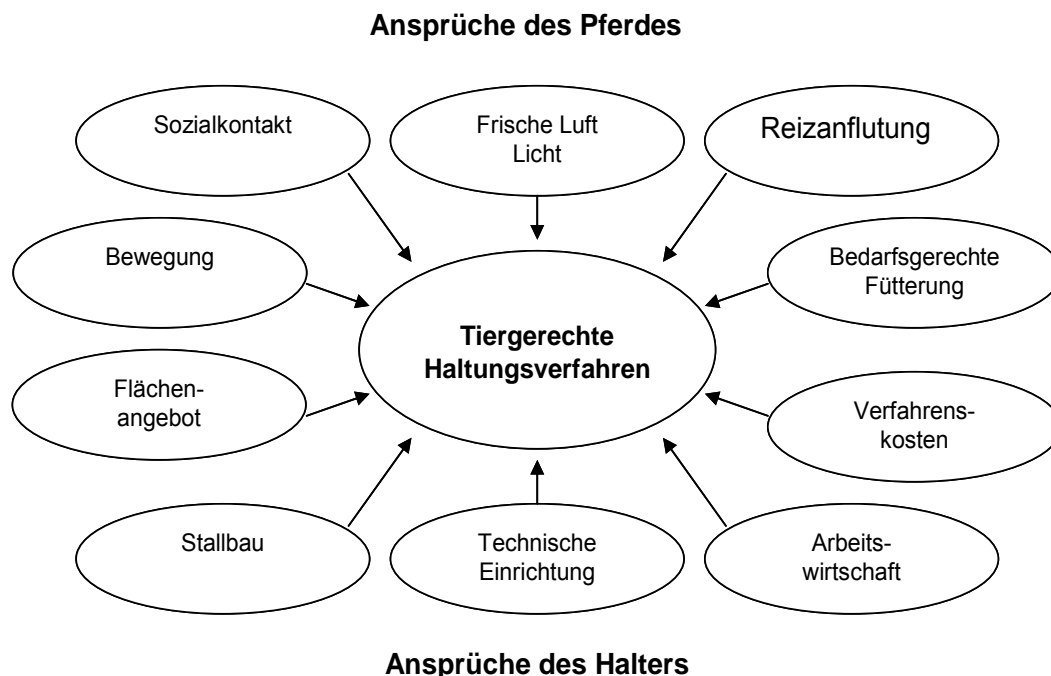 Ansprüche des Pferdes
Sozialkontakt
Frische Luft
Licht
Reizanflutung
Bewegung
Bedarfsgerechte
Fütterung
Tiergerechte
Haltungsverfahren
Flächen-
angebot
Verfahrens-
kosten
Stallbau
Technische
Einrichtung
Arbeits-
wirtschaft
Ansprüche des Halters